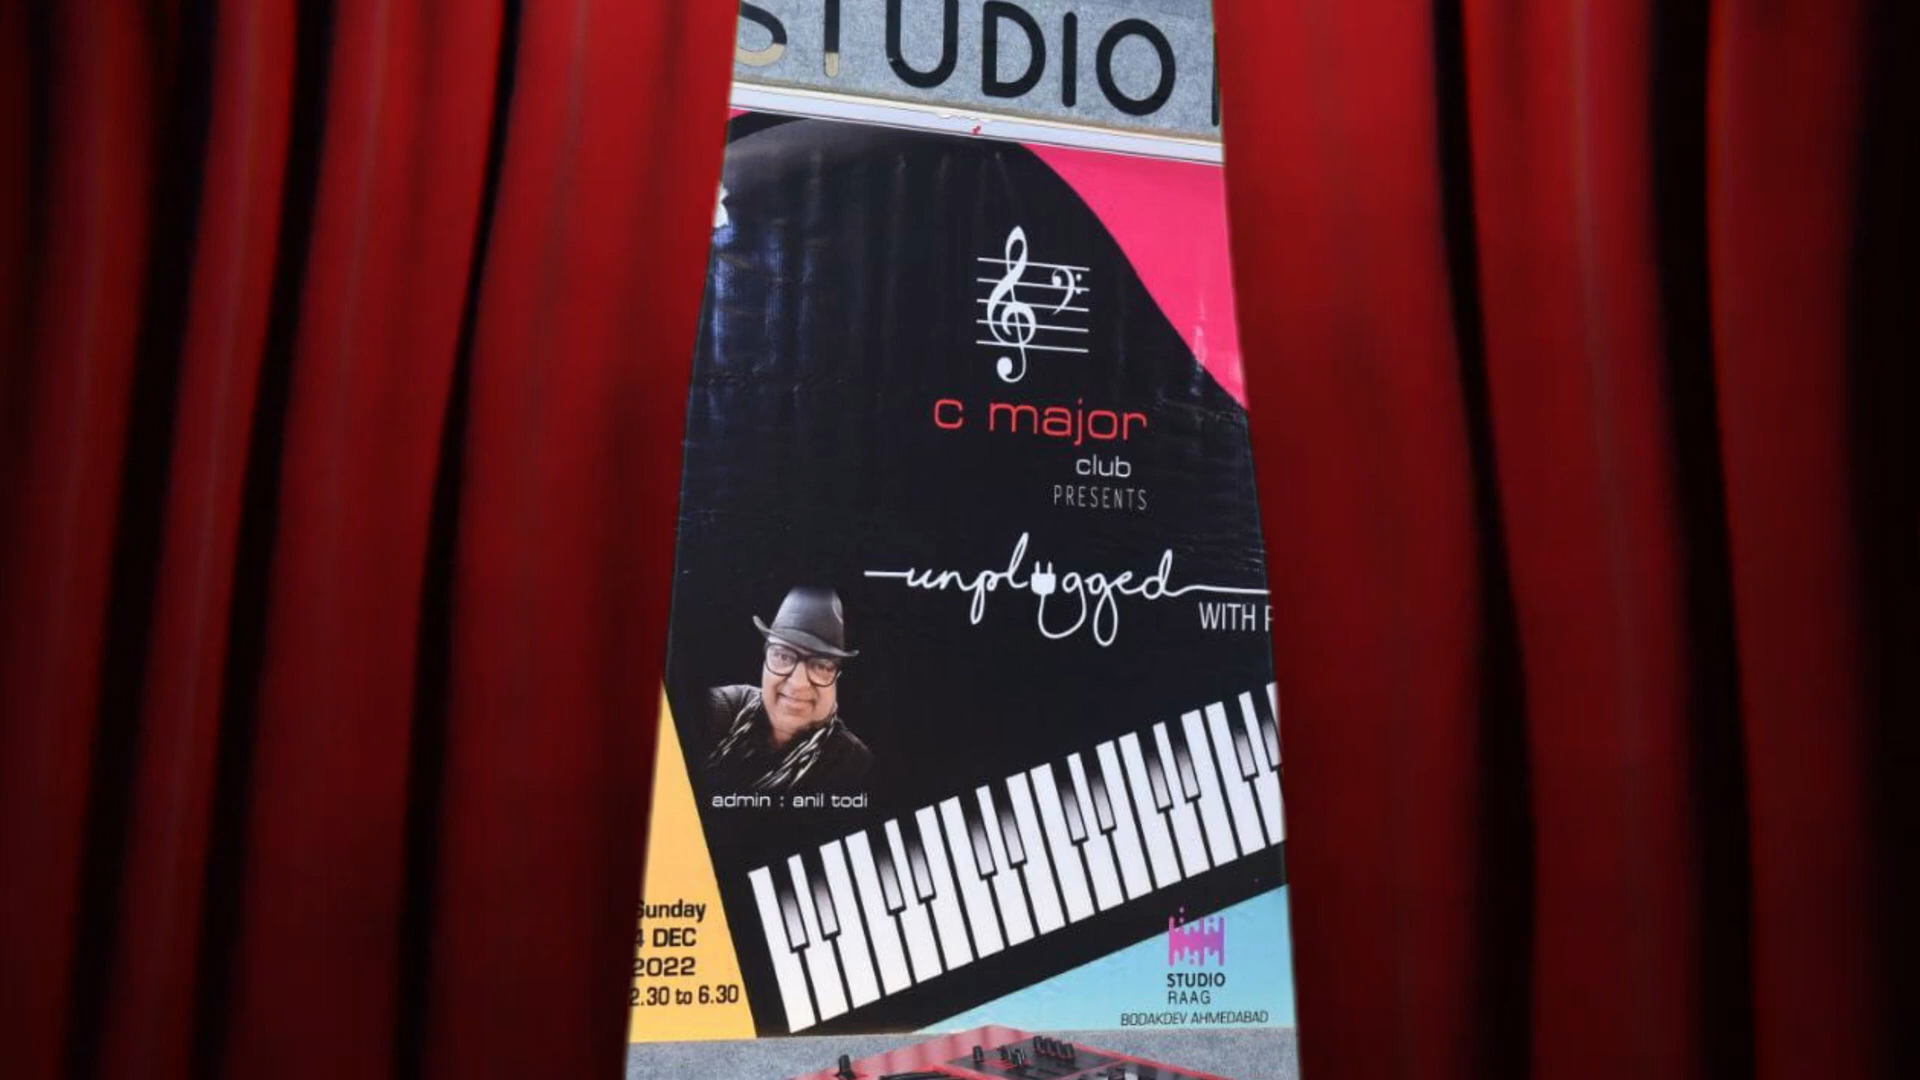 STUDIO
c major
club
PRESENTS
unplugged
WITH
admin : anil todi
Sunday
4 DEC
2022
2.30 to 6.30
STUDIO
RAAG
BODAKDEV AHMEDABAD